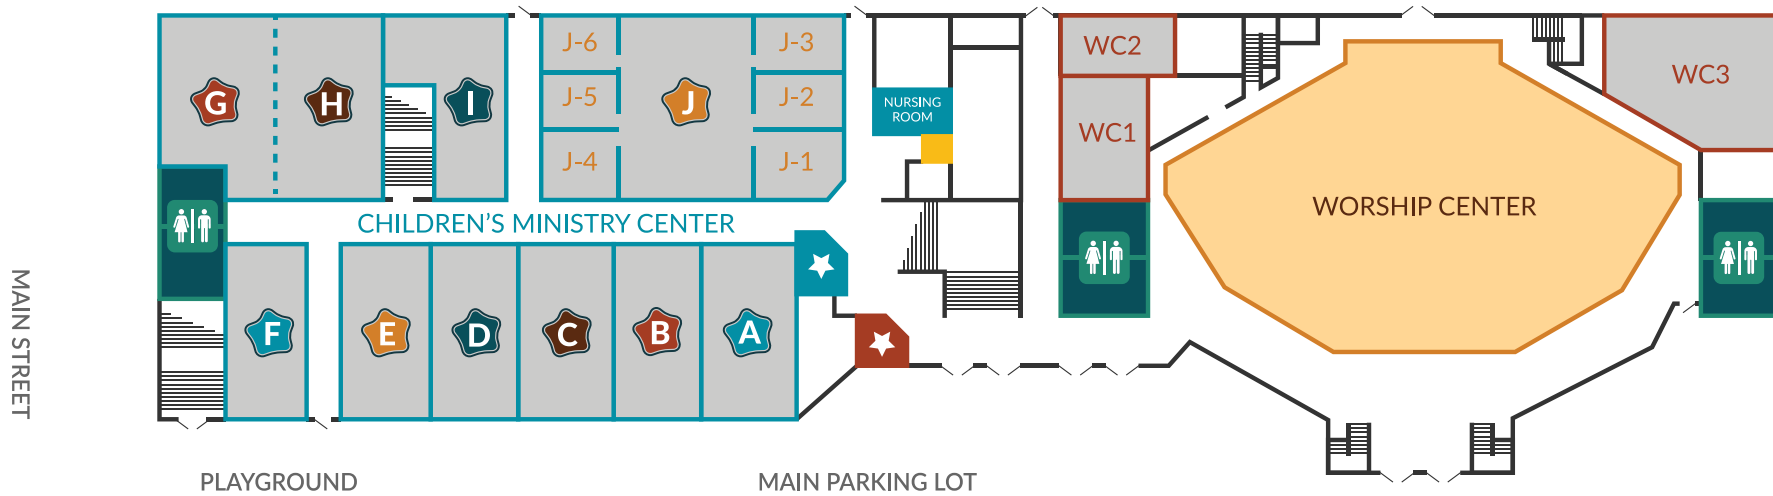 J-6
J-3
WC2
WC3
G
H
I
J-5
J
J-2
NURSING
ROOM
WC1
J-4
J-1
WORSHIP CENTER
CHILDREN'S MINISTRY CENTER
MAIN STREET
F
E
D
C
B
A
PLAYGROUND
MAIN PARKING LOT